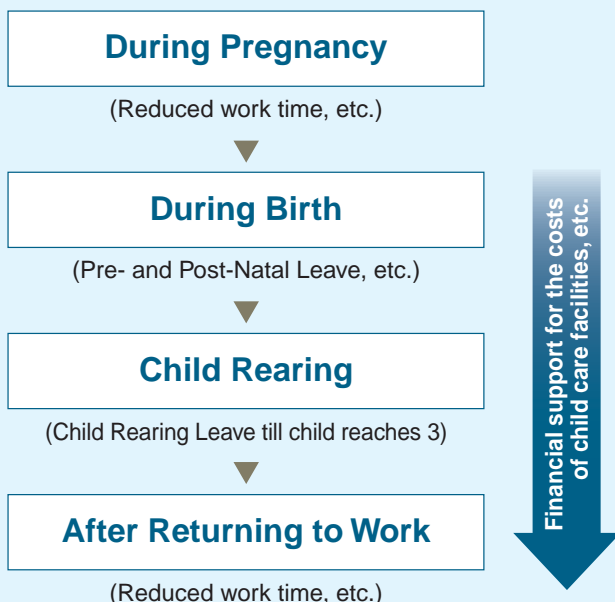 During Pregnancy
(Reduced work time, etc.)
During Birth
(Pre- and Post-Natal Leave, etc.)
Child Rearing
(Child Rearing Leave till child reaches 3)
After Returning to Work
(Reduced work time, etc.)
Financial support for the costs
of child care facilities, etc.